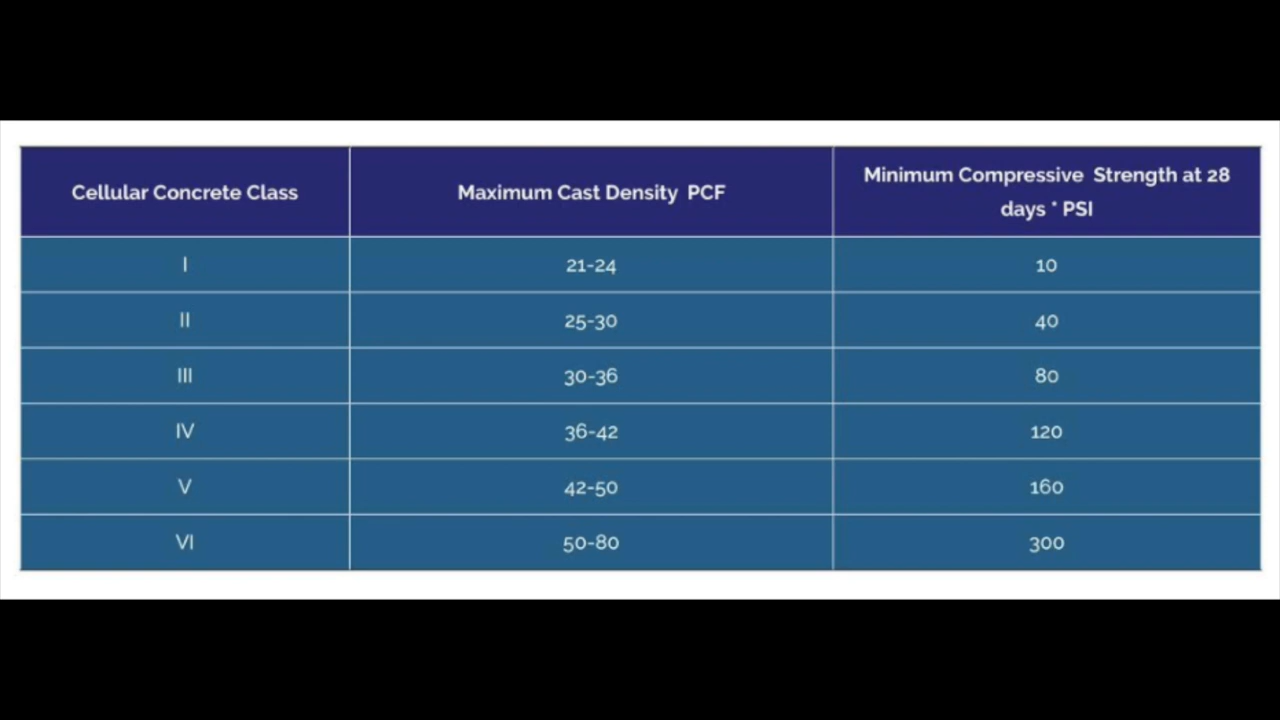 Cellular Concrete Class Maximum Cast Density PCF Minimum Compressive Strength at 28
days * PSI
I 21-24 10
II 25-30 40
III 30-36 80
IV 36-42 120
V 42-50 160
VI 50-80 300